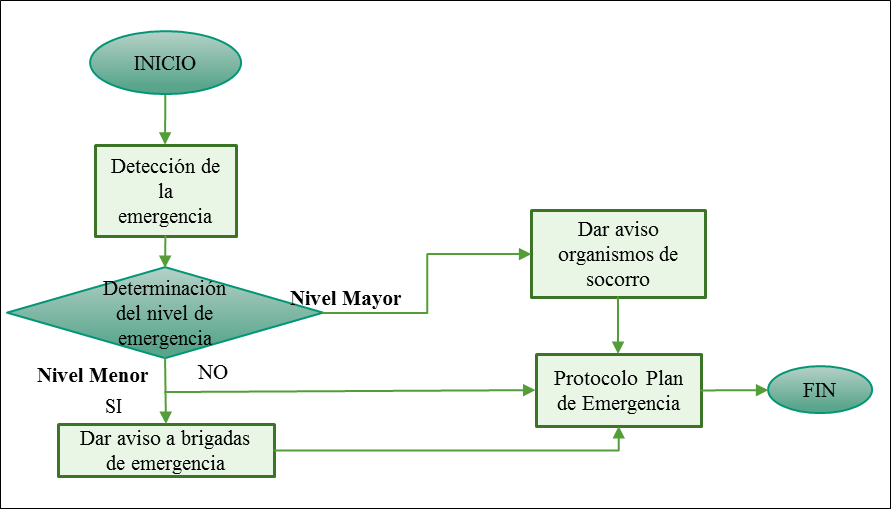 INICIO
Detección de
la
emergencia
Determinación
del nivel de
emergencia
Nivel Mayor
Dar aviso
organismos de
socorro
Nivel Menor
NO
SI
Dar aviso a brigadas
de emergencia
Protocolo Plan
de Emergencia
FIN